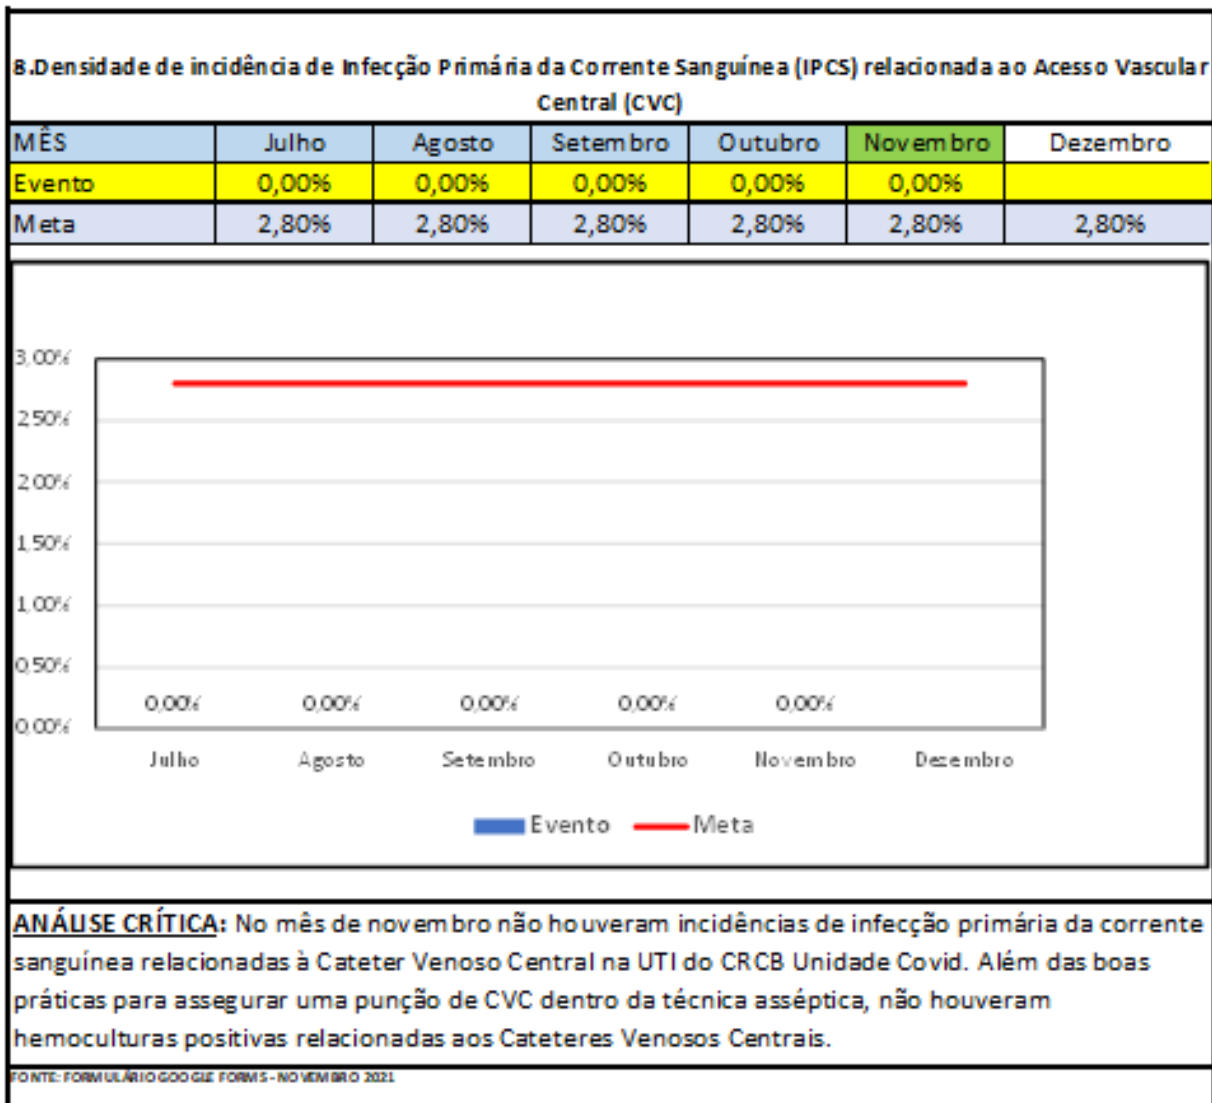 8.Densidade de incidência de Infecção Primária da Corrente Sanguínea (IPCS) relacionada ao Acesso Vascular
Central (CVC)
MÊS Julho Agosto Setembro Outubro Novembro Dezembro
Evento 0,00% 0,00% 0,00% 0,00% 0,00%
Meta 2,80% 2,80% 2,80% 2,80% 2,80% 2,80%
3,00%
2,50%
2,00%
1,50%
1,00%
0,50%
0,00% 0,00% 0,00% 0,00% 0,00%
0,00%
Julho Agosto Setembro Outubro Novembro Dezembro
Evento Meta
ANÁLISE CRÍTICA: No mês de novembro não houveram incidências de infecção primária da corrente
sanguínea relacionadas à Cateter Venoso Central na UTI do CRCB Unidade Covid. Além das boas
práticas para assegurar uma punção de CVC dentro da técnica asséptica, não houveram
hemoculturas positivas relacionadas aos Cateteres Venosos Centrais.
FONTE: FORMULÁRIO GOOGLE FORMS - NOVEMBRO 2021